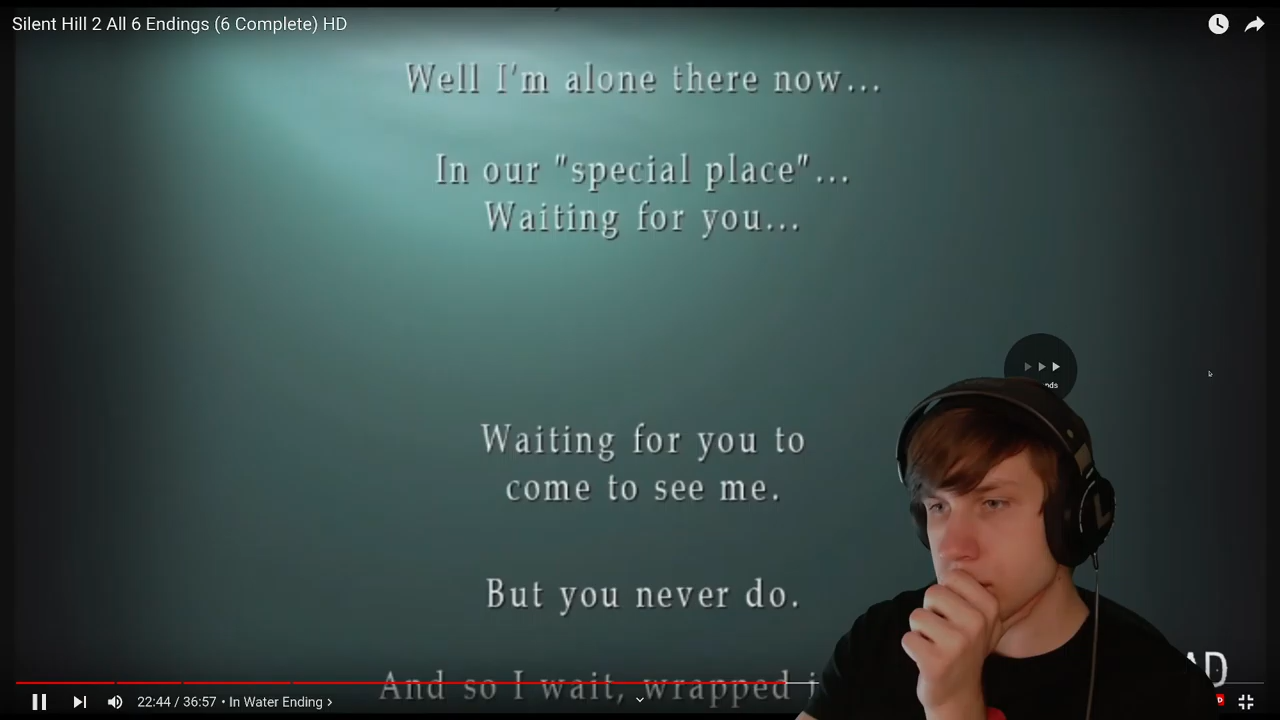 Silent Hill 2 All 6 Endings (6 Complete) HD
Well I'm alone there now...
In our "special place"...
Waiting for you...
Waiting for you to
come to see me.
But you never do.
And so I wait, wrapped
22:44 / 36:57 • In Water Ending ›